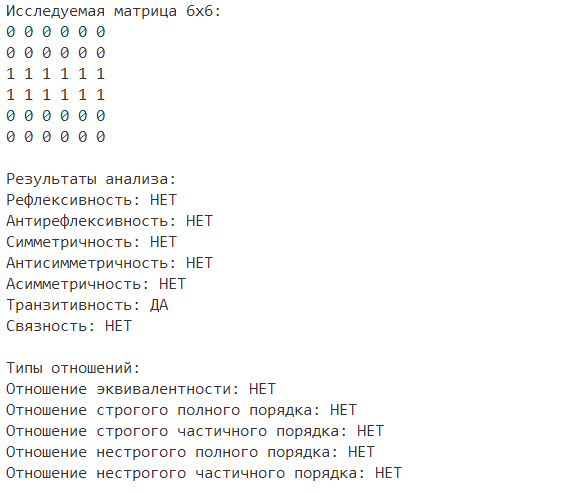 Исследуемая матрица 6x6:
0 0 0 0 0 0
0 0 0 0 0 0
1 1 1 1 1 1
1 1 1 1 1 1
0 0 0 0 0 0
0 0 0 0 0 0
Результаты анализа:
Рефлексивность: НЕТ
Антирефлексивность: НЕТ
Симметричность: НЕТ
Антисимметричность: НЕТ
Асимметричность: НЕТ
Транзитивность: ДА
Связность: НЕТ
Типы отношений:
Отношение эквивалентности: НЕТ
Отношение строгого полного порядка: НЕТ
Отношение строгого частичного порядка: НЕТ
Отношение нестрогого полного порядка: НЕТ
Отношение нестрогого частичного порядка: НЕТ